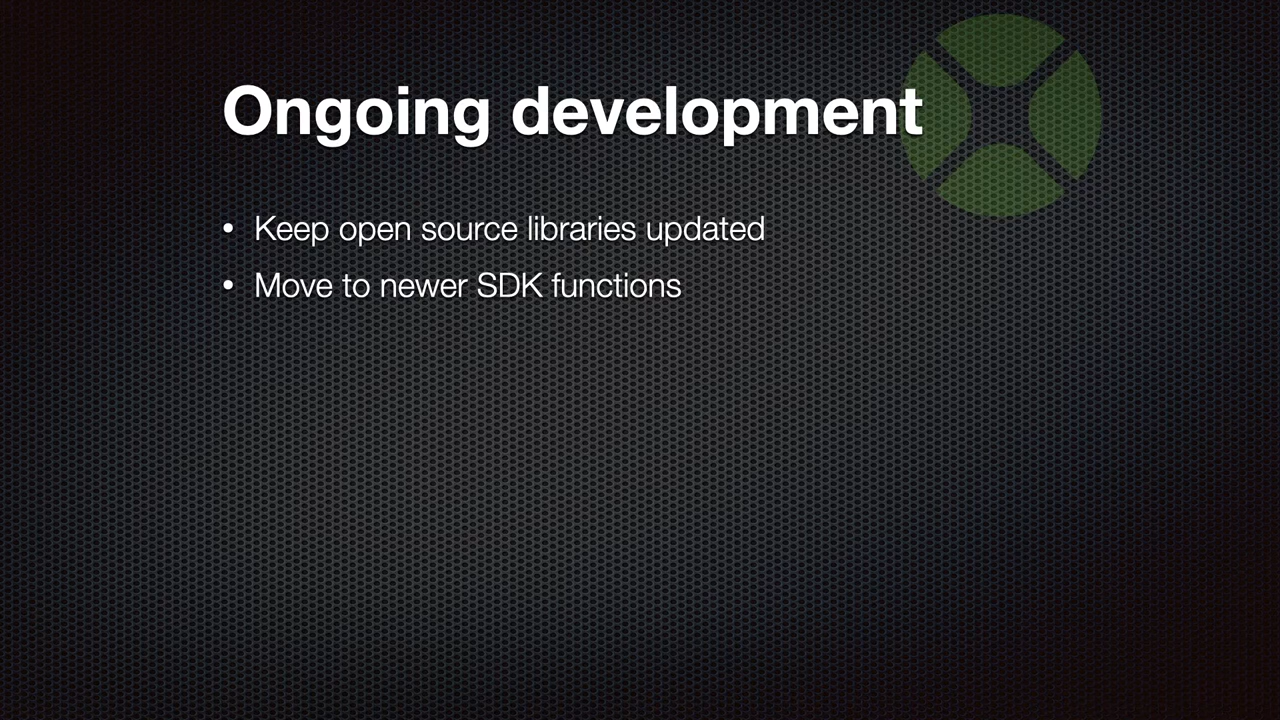 Ongoing development
• Keep open source libraries updated
• Move to newer SDK functions